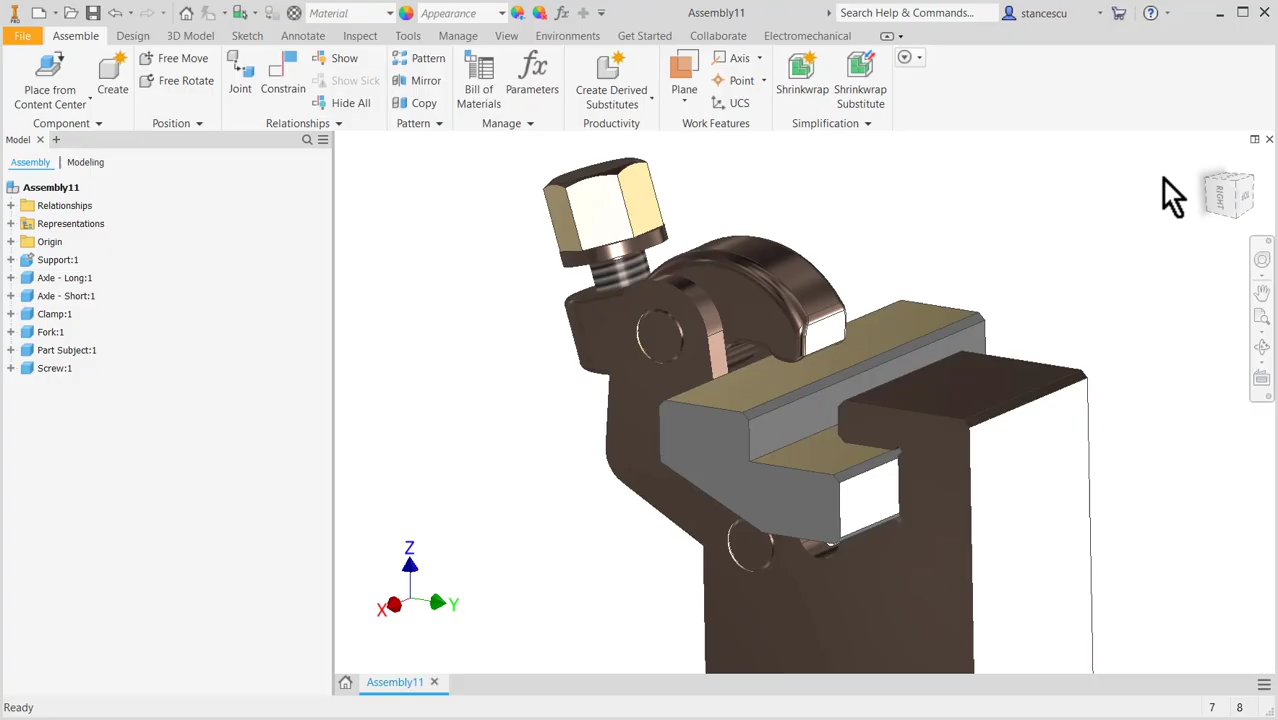 PRO
Material
Appearance
fx
Assembly11
Search Help & Commands...
stancescu
File
Assemble
Design
3D Model
Sketch
Annotate
Inspect
Tools
Manage
View
Environments
Get Started
Collaborate
Electromechanical
Place from
Content Center
Create
Component
Free Move
Free Rotate
Position
Joint
Constrain
Show
Show Sick
Hide All
Relationships
Pattern
Mirror
Copy
Pattern
Bill of
Materials
fx
Parameters
Manage
Create Derived
Substitutes
Productivity
Plane
Axis
Point
UCS
Work Features
Shrinkwrap
Shrinkwrap
Substitute
Simplification
Model
Assembly
Modeling
Assembly11
Relationships
Representations
Origin
Support:1
Axle - Long:1
Axle - Short:1
Clamp:1
Fork:1
Part Subject:1
Screw:1
RIGHT
Z
X
Y
Assembly11
Ready
7
8